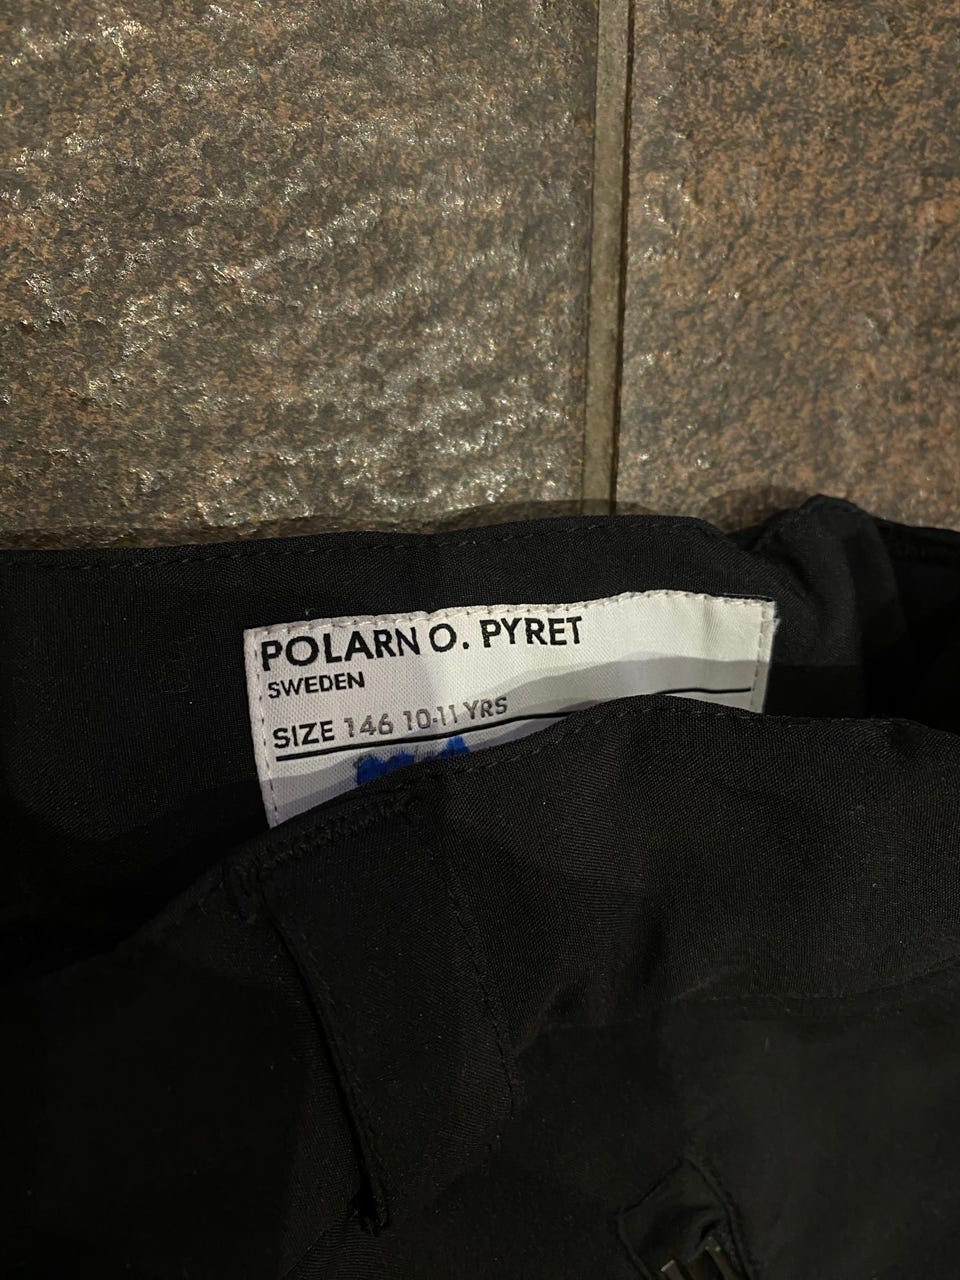 POLARN O. PYRET
SWEDEN
SIZE 146 10-11 YRS